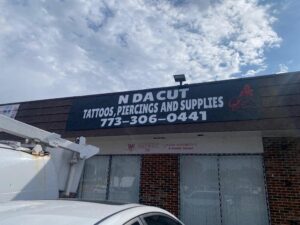 N DA CUT
TATTOOS, PIERCINGS AND SUPPLIES
773-306-0441